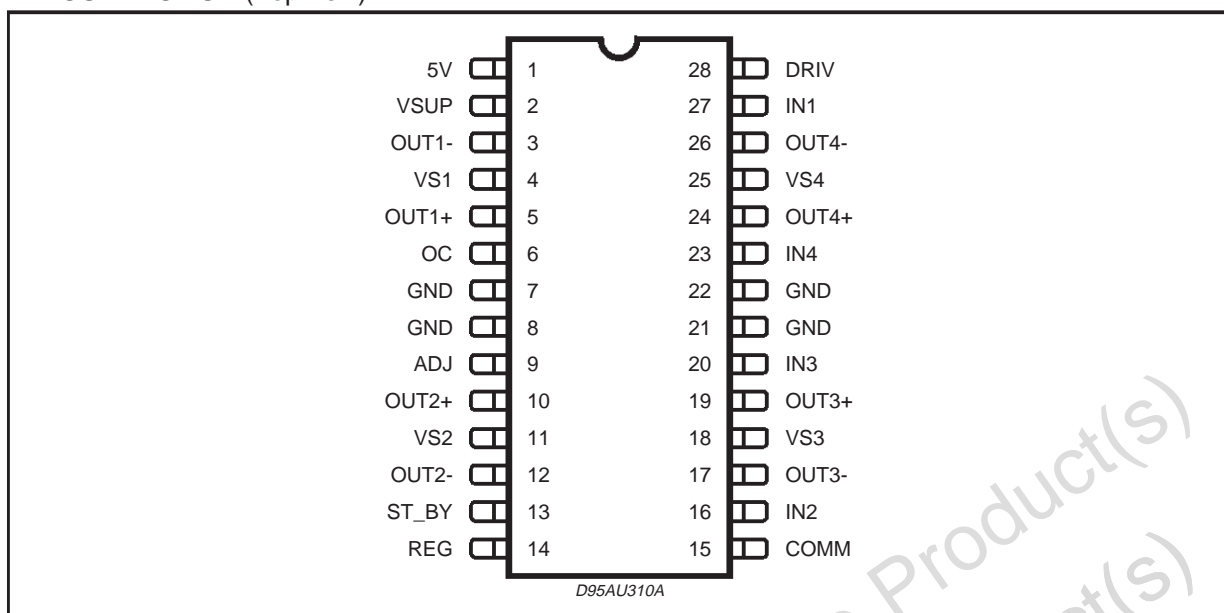 5V 1 28 DRIV
VSUP 2 27 IN1
OUT1- 3 26 OUT4-
VS1 4 25 VS4
OUT1+ 5 24 OUT4+
OC 6 23 IN4
GND 7 22 GND
GND 8 21 GND
ADJ 9 20 IN3
OUT2+ 10 19 OUT3+
VS2 11 18 VS3
OUT2- 12 17 OUT3-
ST_BY 13 16 IN2
REG 14 15 COMM
D95AU310A
Product(s)